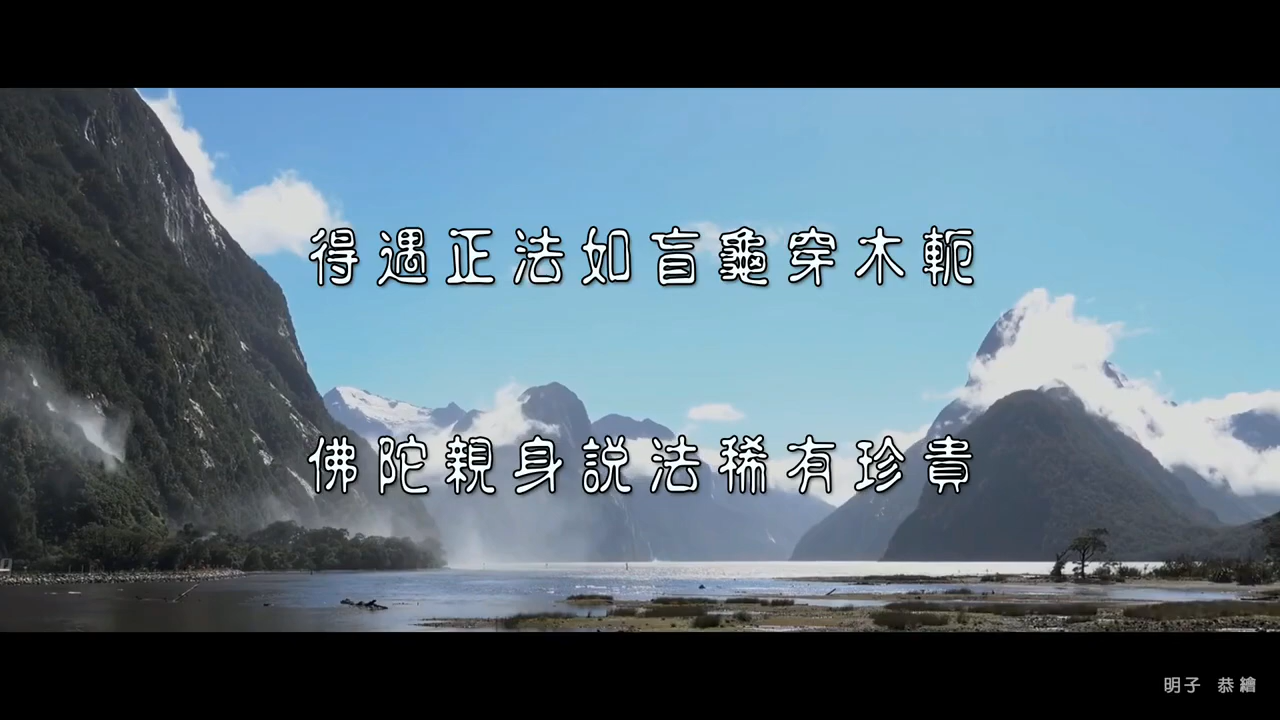 得遇正法如盲龜穿木軛
佛陀親身説法稀有珍貴
明子 恭繪